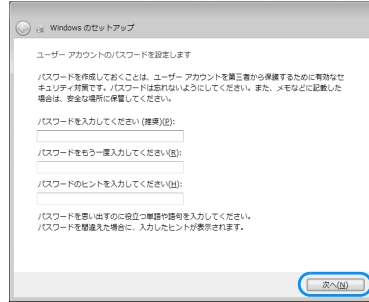 Windows のセットアップ
ユーザー アカウントのパスワードを設定します
パスワードを作成しておくことは、ユーザー アカウントを第三者から保護するために有効なセ
キュリティ対策です。パスワードは忘れないようにしてください。また、メモなどに記載した
場合は、安全な場所に保管してください。
パスワードを入力してください (推奨)(P):
パスワードをもう一度入力してください(R):
パスワードのヒントを入力してください(H):
パスワードを思い出すのに役立つ単語や語句を入力してください。
パスワードを間違えた場合に、入力したヒントが表示されます。
次へ(N)